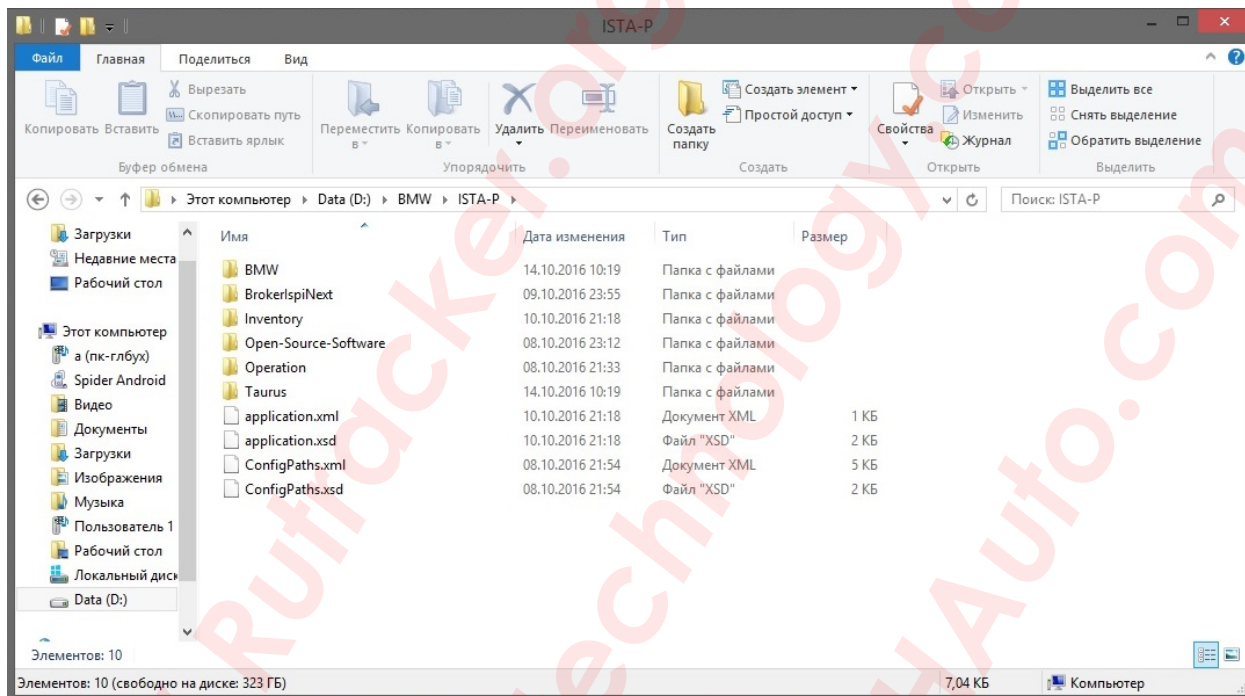 ISTA-P
Файл Главная Поделиться Вид
Копировать Вставить Вырезать Скопировать путь Вставить ярлык
Буфер обмена
Переместить в Копировать в Удалить Переименовать
Упорядочить
Создать папку Создать элемент Простой доступ
Создать
Свойства Открыть Изменить Журнал
Открыть
Выделить все Снять выделение Обратить выделение
Выделить
Этот компьютер Data (D:) BMW ISTA-P
Поиск: ISTA-P
Загрузки
Недавние места
Рабочий стол
Этот компьютер
а (пк-глбух)
Spider Android
Видео
Документы
Загрузки
Изображения
Музыка
Пользователь 1
Рабочий стол
Локальный диск
Data (D:)
Имя Дата изменения Тип Размер
BMW 14.10.2016 10:19 Папка с файлами
BrokerIspiNext 09.10.2016 23:55 Папка с файлами
Inventory 10.10.2016 21:18 Папка с файлами
Open-Source-Software 08.10.2016 23:12 Папка с файлами
Operation 08.10.2016 21:33 Папка с файлами
Taurus 14.10.2016 10:19 Папка с файлами
application.xml 10.10.2016 21:18 Документ XML 1 КБ
application.xsd 10.10.2016 21:18 Файл "XSD" 2 КБ
ConfigPaths.xml 08.10.2016 21:54 Документ XML 5 КБ
ConfigPaths.xsd 08.10.2016 21:54 Файл "XSD" 2 КБ
Элементов: 10
Элементов: 10 (свободно на диске: 323 ГБ) 7,04 КБ Компьютер
Rutracker.org
HAuto.com